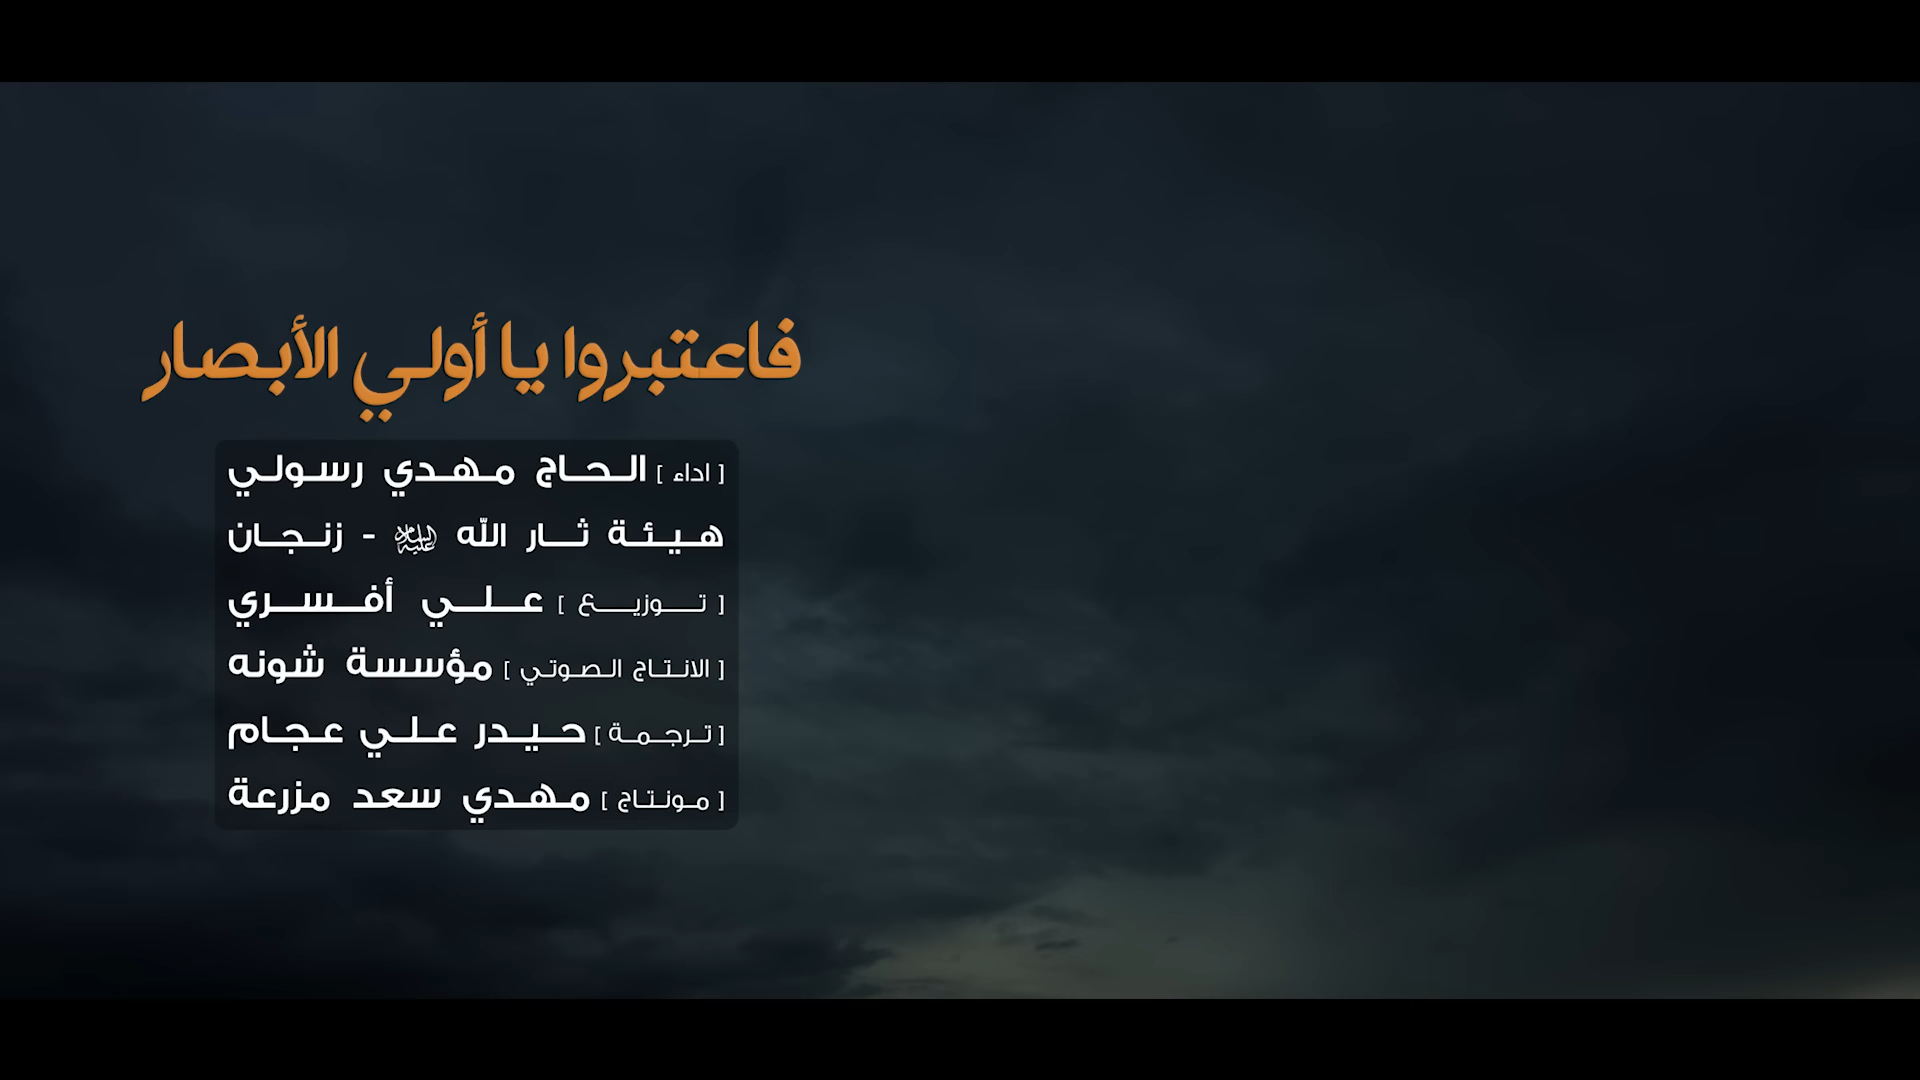 فاعتبروا يا أولي الأبصار
[ اداء ] الحاج مهدي رسولي
هيئة ثار الله عليه السلام - زنجان
[ توزيع ] علي أفسري
[ الانتاج الصوتي ] مؤسسة شونه
[ ترجمة ] حيدر علي عجام
[ مونتاج ] مهدي سعد مزرعة